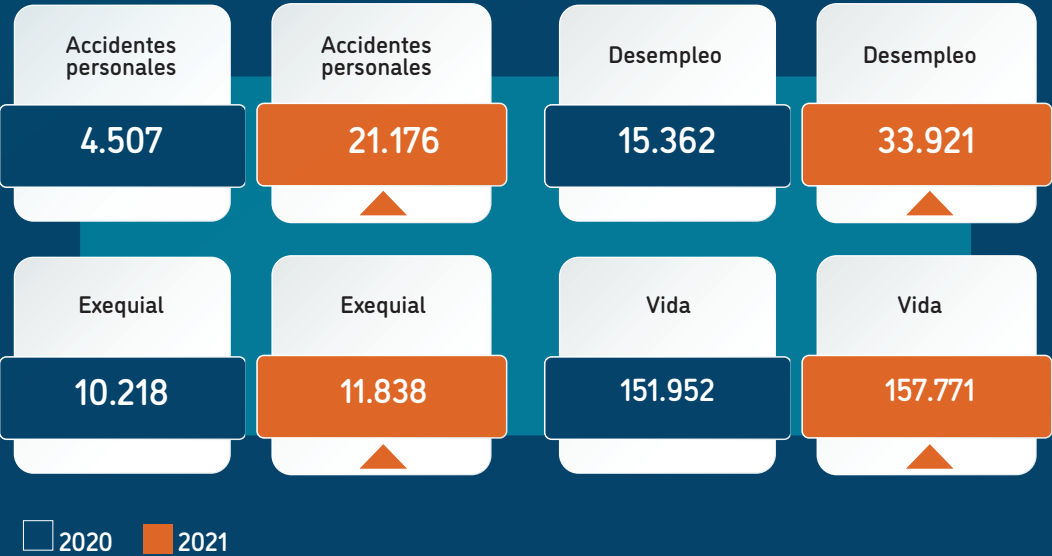 Accidentes
personales
4.507
Accidentes
personales
21.176
Desempleo
15.362
Desempleo
33.921
Exequial
10.218
Exequial
11.838
Vida
151.952
Vida
157.771
2020
2021